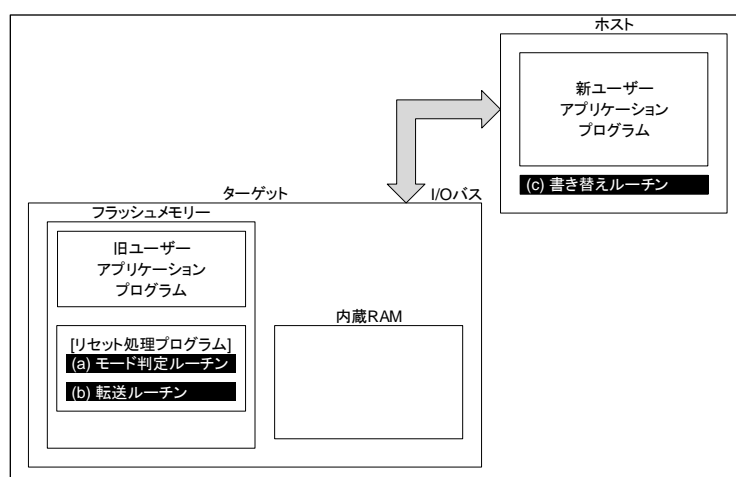 ホスト
新ユーザー
アプリケーション
プログラム
(c) 書き替えルーチン
ターゲット
I/Oバス
フラッシュメモリー
旧ユーザー
アプリケーション
プログラム
内蔵RAM
[リセット処理プログラム]
(a) モード判定ルーチン
(b) 転送ルーチン